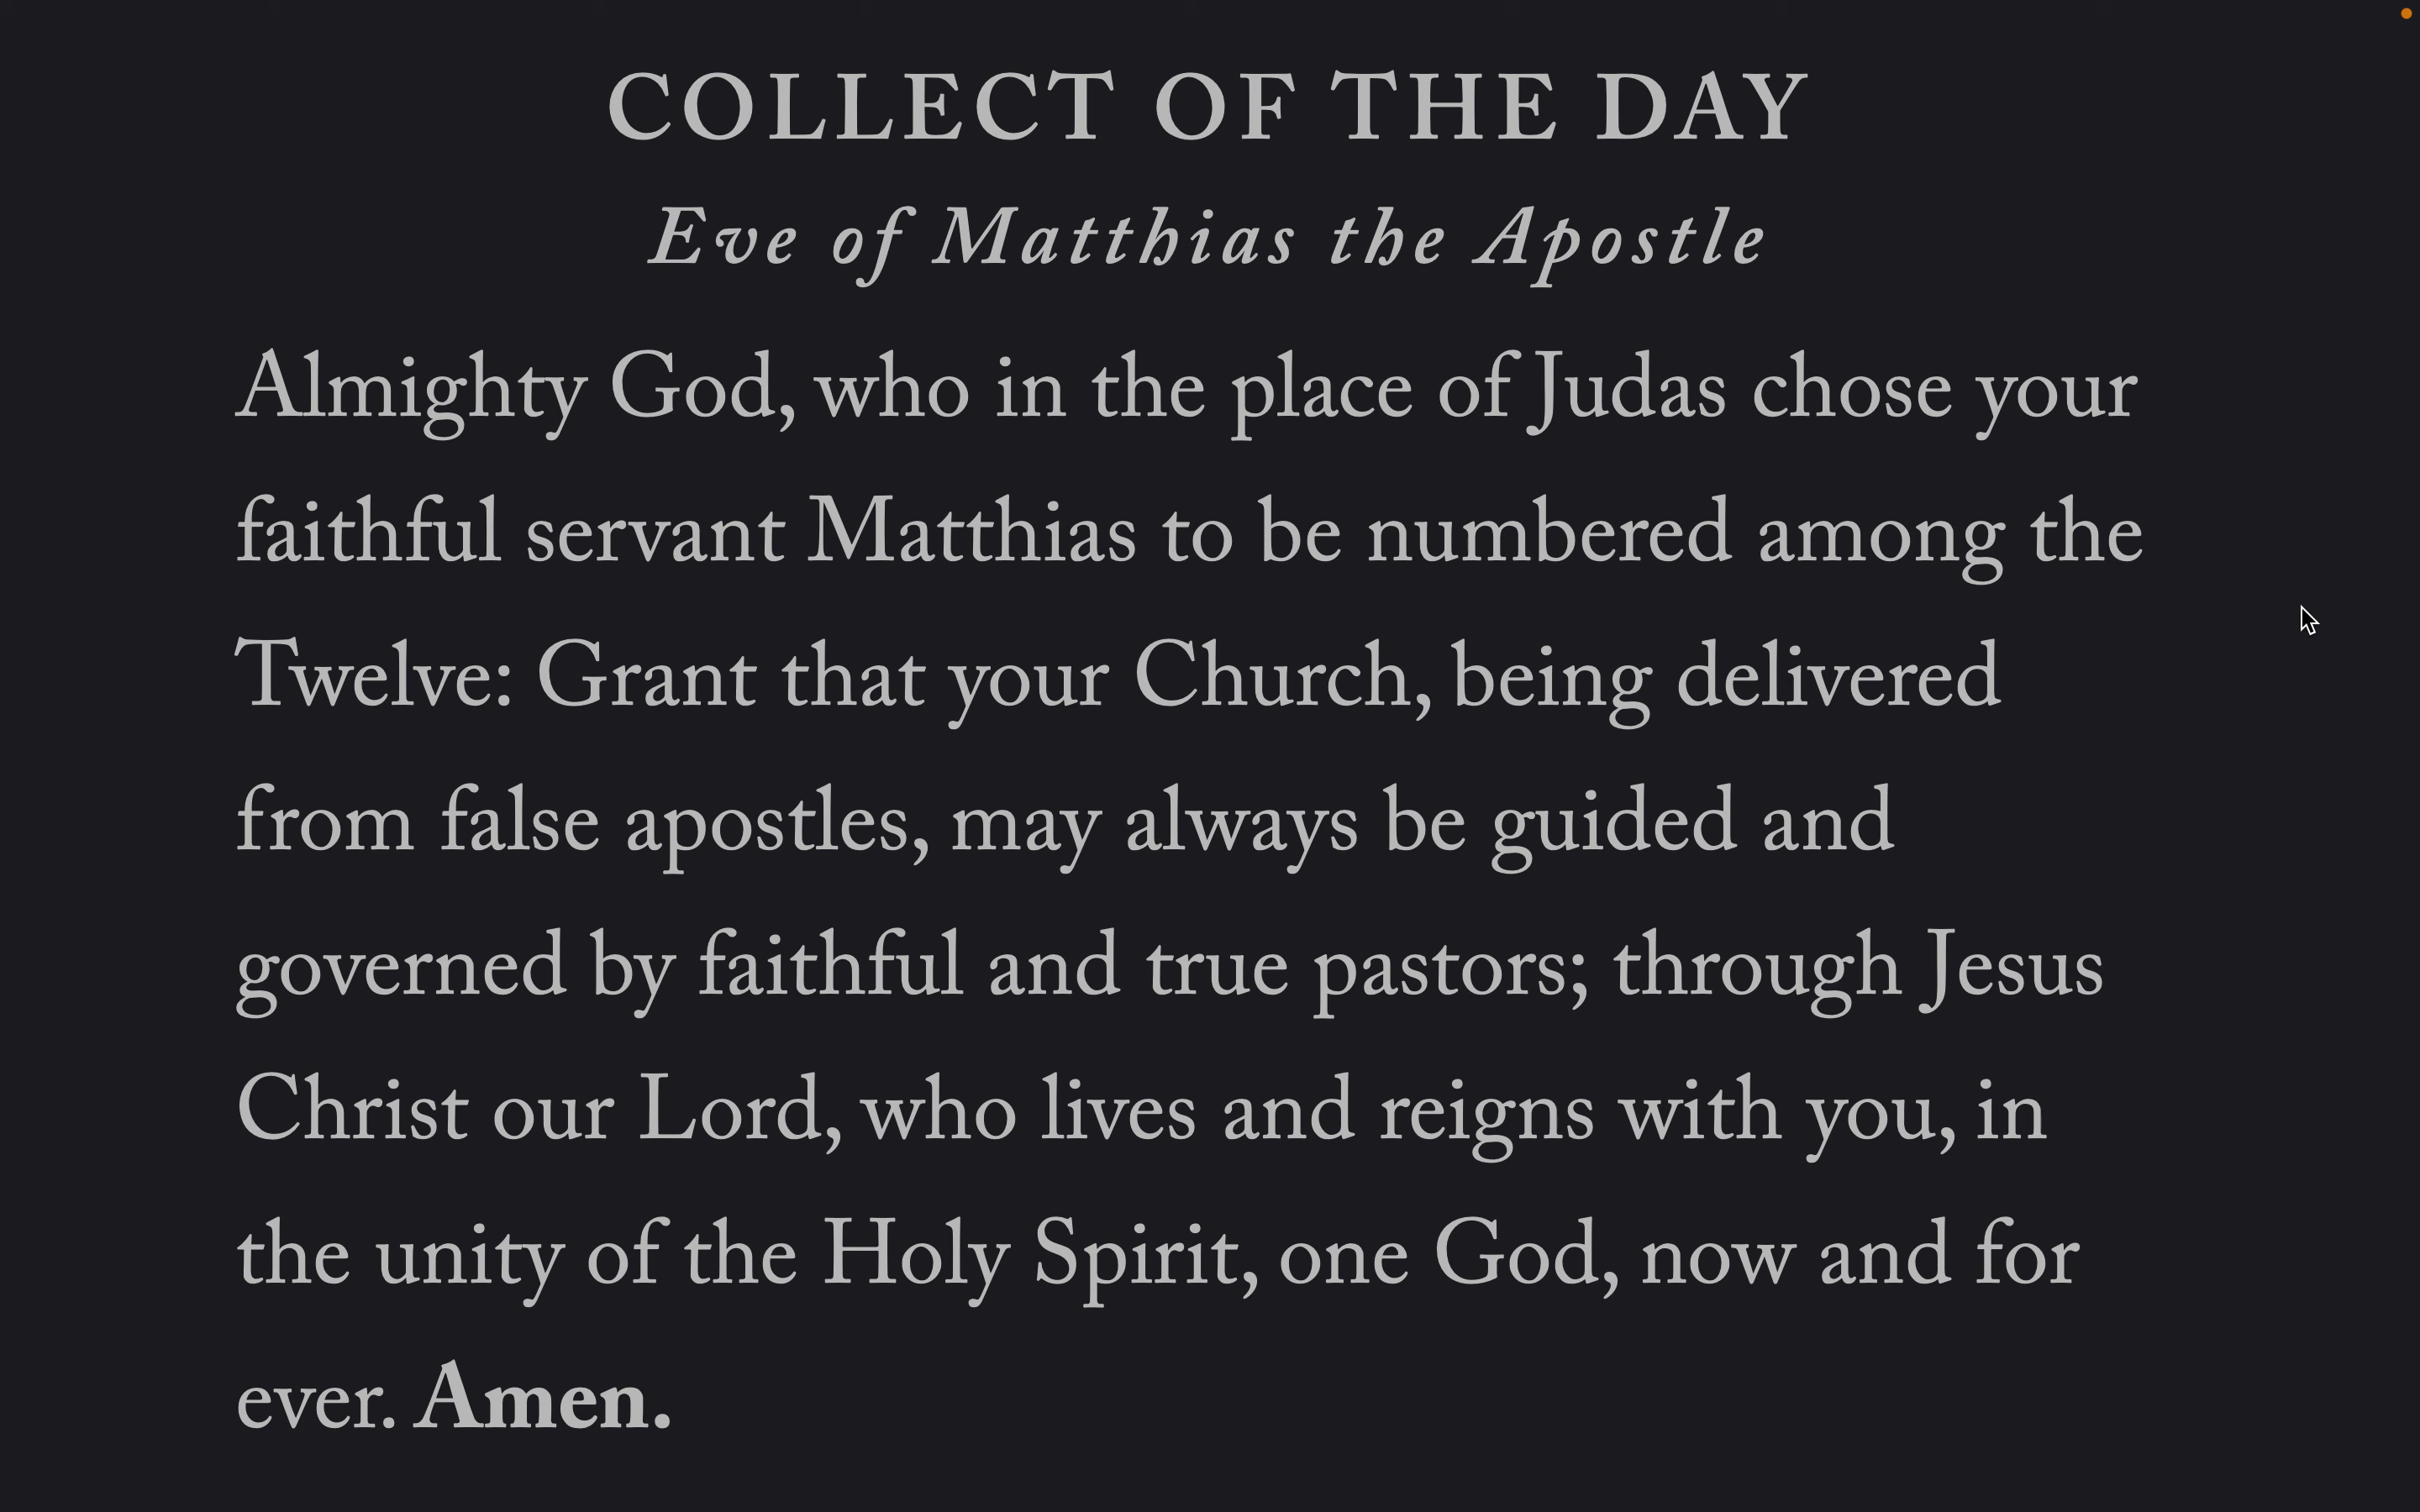 COLLECT OF THE DAY
Eve of Matthias the Apostle
Almighty God, who in the place of Judas chose your
faithful servant Matthias to be numbered among the
Twelve: Grant that your Church, being delivered
from false apostles, may always be guided and
governed by faithful and true pastors; through Jesus
Christ our Lord, who lives and reigns with you, in
the unity of the Holy Spirit, one God, now and for
ever. Amen.